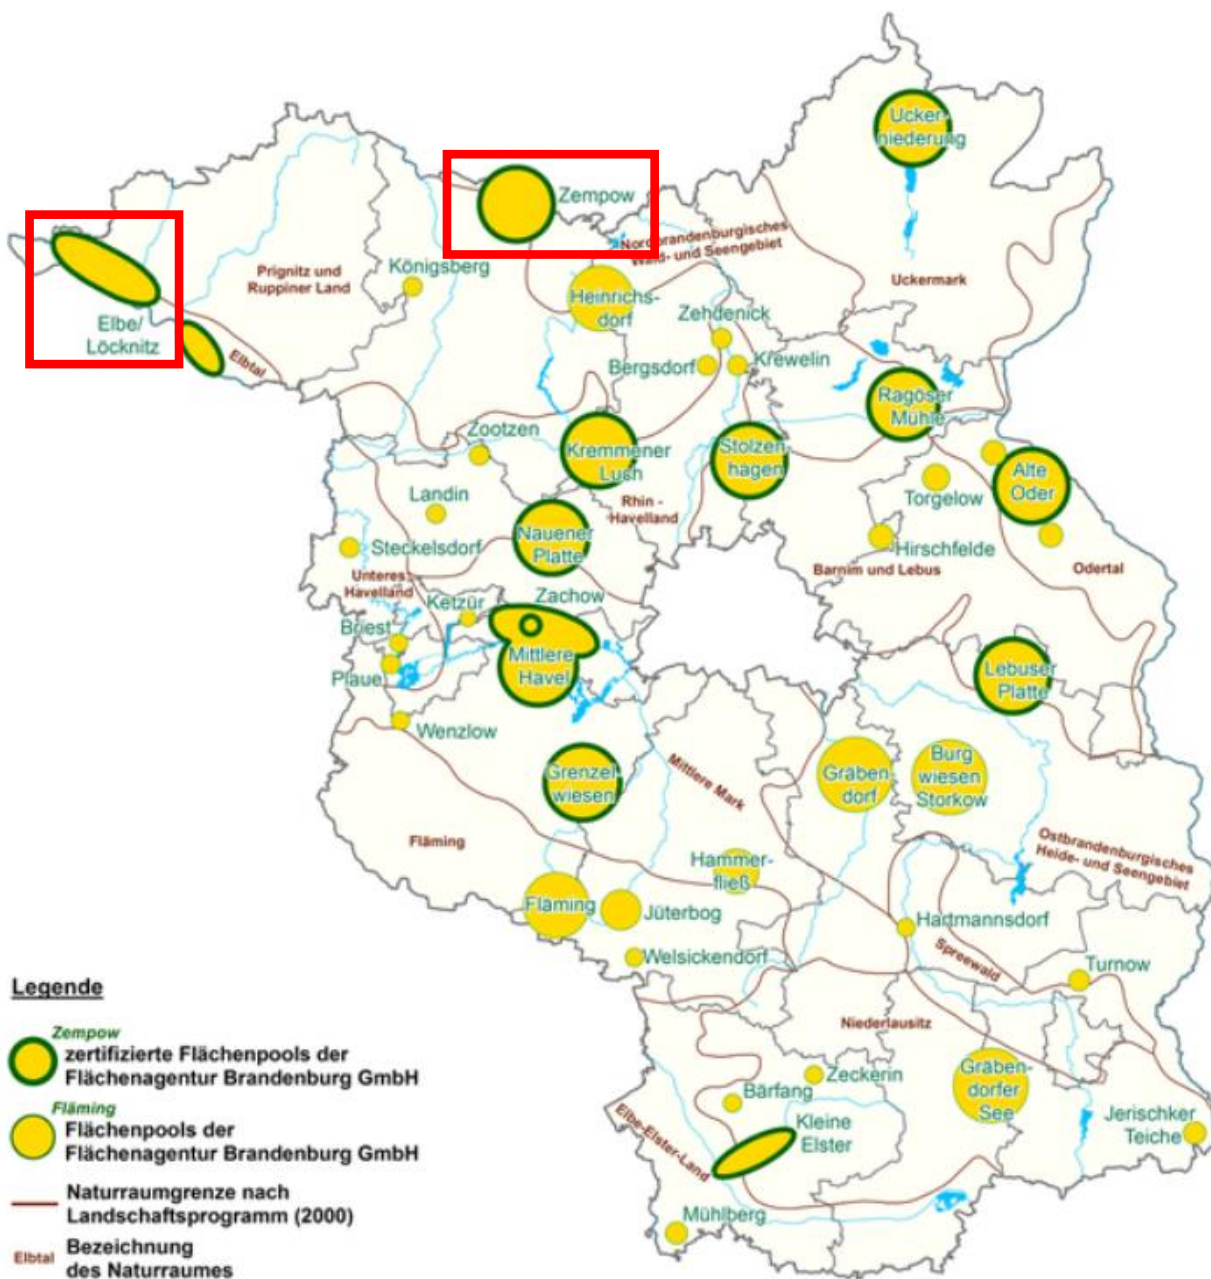 Ucker-
niederung
Zempow
Nordbrandenburgisches
Wald- und Seengebiet
Prignitz und
Ruppiner Land
Königsberg
Uckermark
Heinrichs-
dorf
Elbe/
Löcknitz
Elbtal
Zehdenick
Bergsdorf
Krewelin
Ragöser
Mühle
Zootzen
Kremmener
Luch
Stolzen-
hagen
Alte
Oder
Torgelow
Landin
Rhin -
Havelland
Nauener
Platte
Steckelsdorf
Hirschfelde
Barnim und Lebus
Odertal
Unteres
Havelland
Ketzür
Zachow
Briest
Mittlere
Havel
Plaue
Lebuser
Platte
Wenzlow
Mittlere Mark
Grenzel-
wiesen
Gräben-
dorf
Burg
wiesen
Storkow
Fläming
Ostbrandenburgisches
Heide- und Seengebiet
Hammer-
fließ
Fläming
Jüterbog
Hartmannsdorf
Welsickendorf
Spreewald
Turnow
Niederlausitz
Zeckerin
Bärfang
Gräben-
dorfer
See
Kleine
Elster
Elbe-Elster-Land
Jerischker
Teiche
Mühlberg
Legende
Zempow
zertifizierte Flächenpools der
Flächenagentur Brandenburg GmbH
Fläming
Flächenpools der
Flächenagentur Brandenburg GmbH
Naturraumgrenze nach
Landschaftsprogramm (2000)
Elbtal Bezeichnung
des Naturraumes